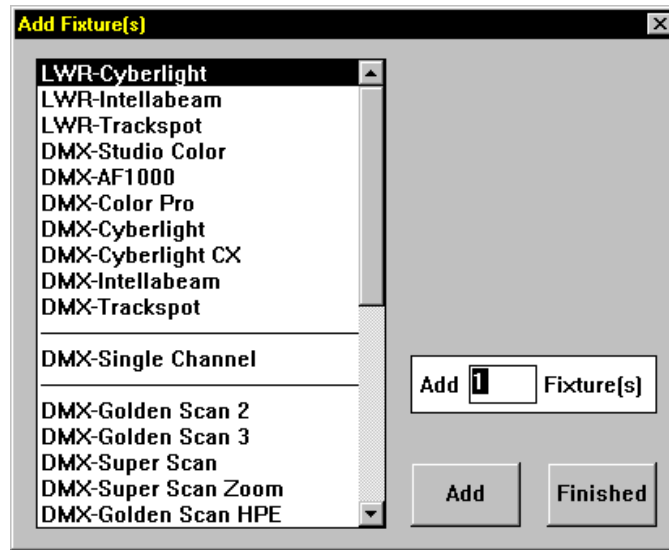 Add Fixture(s)
LWR-Cyberlight
LWR-Intellabeam
LWR-Trackspot
DMX-Studio Color
DMX-AF1000
DMX-Color Pro
DMX-Cyberlight
DMX-Cyberlight CX
DMX-Intellabeam
DMX-Trackspot
DMX-Single Channel
DMX-Golden Scan 2
DMX-Golden Scan 3
DMX-Super Scan
DMX-Super Scan Zoom
DMX-Golden Scan HPE
Add 1 Fixture(s)
Add Finished